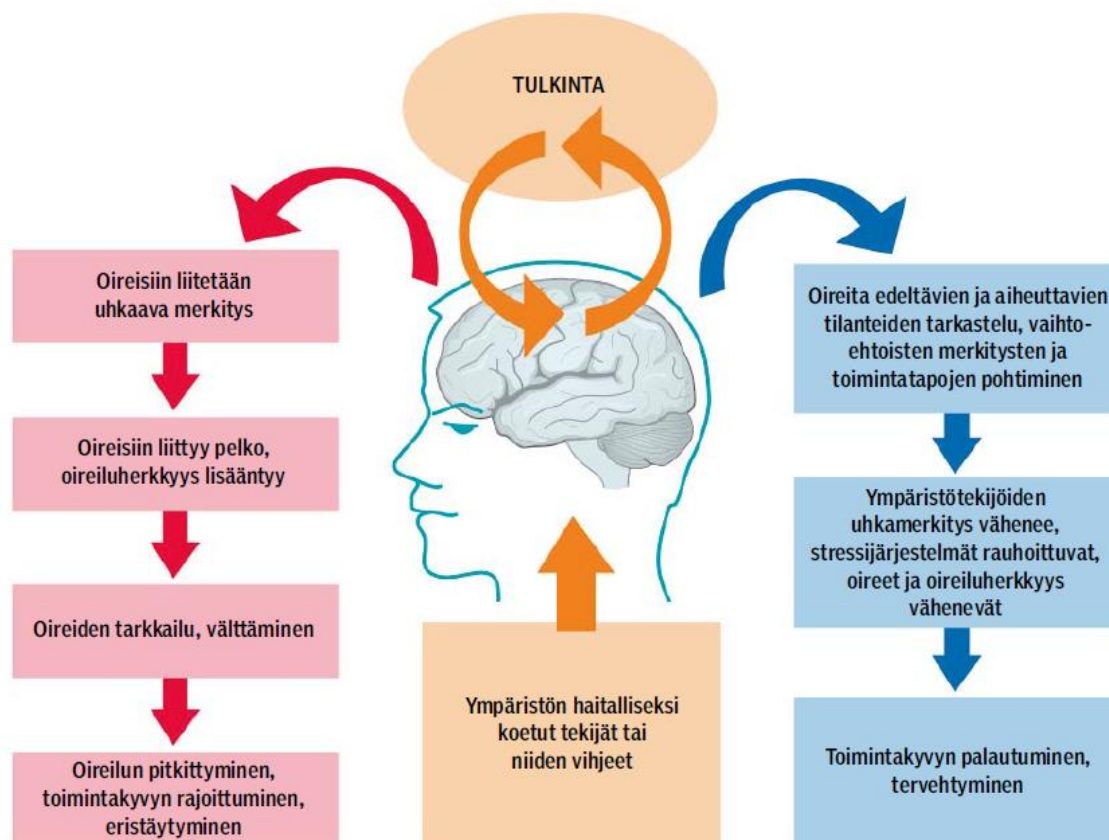 TULKINTA
Oireisiin liitetään
uhkaava merkitys
Oireisiin liittyy pelko,
oireiluherkkyys lisääntyy
Oireiden tarkkailu, välttäminen
Oireilun pitkittyminen,
toimintakyvyn rajoittuminen,
eristäytyminen
Ympäristön haitalliseksi
koetut tekijät tai
niiden vihjeet
Oireita edeltävien ja aiheuttavien
tilanteiden tarkastelu, vaihto-
ehtoisten merkitysten ja
toimintatapojen pohtiminen
Ympäristötekijöiden
uhkamerkitys vähenee,
stressijärjestelmät rauhoittuvat,
oireet ja oireiluherkkyys
vähenevät
Toimintakyvyn palautuminen,
tervehtyminen